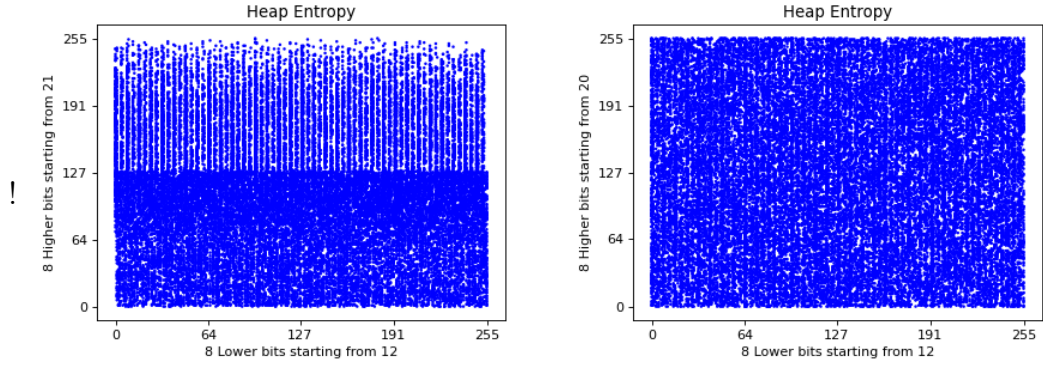 !
Heap Entropy
255
191
127
64
0
8 Higher bits starting from 21
0 64 127 191 255
8 Lower bits starting from 12
Heap Entropy
255
191
127
64
0
8 Higher bits starting from 20
0 64 127 191 255
8 Lower bits starting from 12